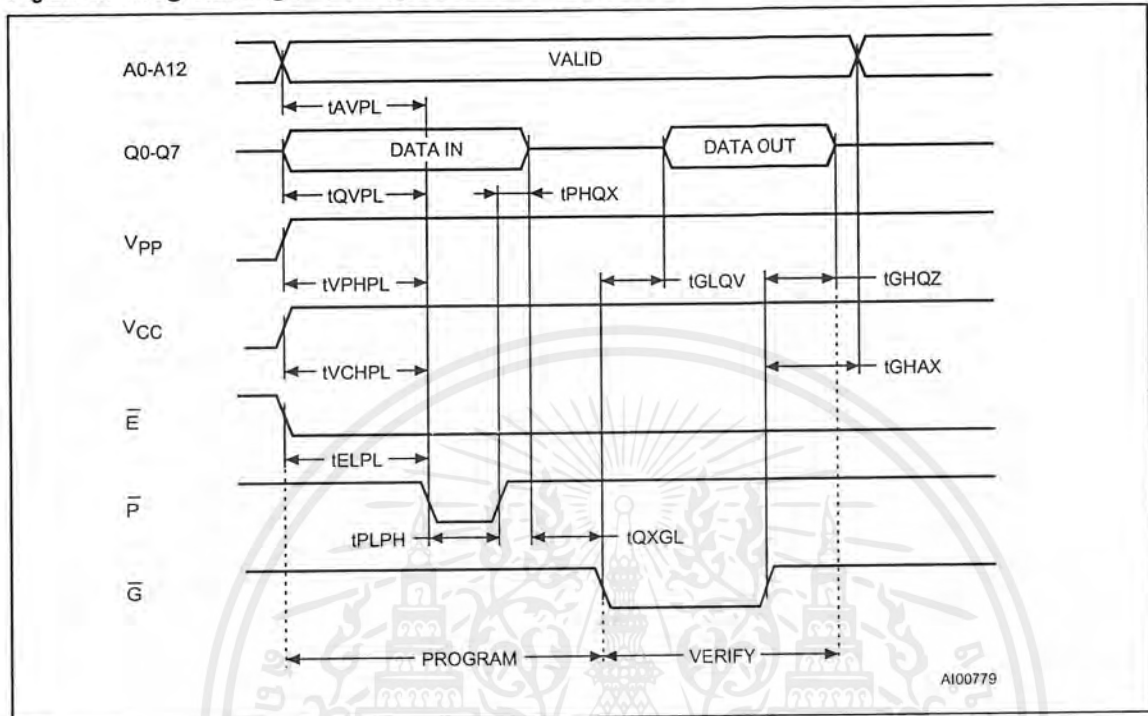 A0-A12
VALID
tAVPL
Q0-Q7
DATA IN
DATA OUT
tQVPL
tPHQX
VPP
tVPHPL
tGLQV
tGHQZ
VCC
tVCHPL
tGHAX
E̅
tELPL
P̅
tPLPH
tQXGL
G̅
PROGRAM
VERIFY
AI00779